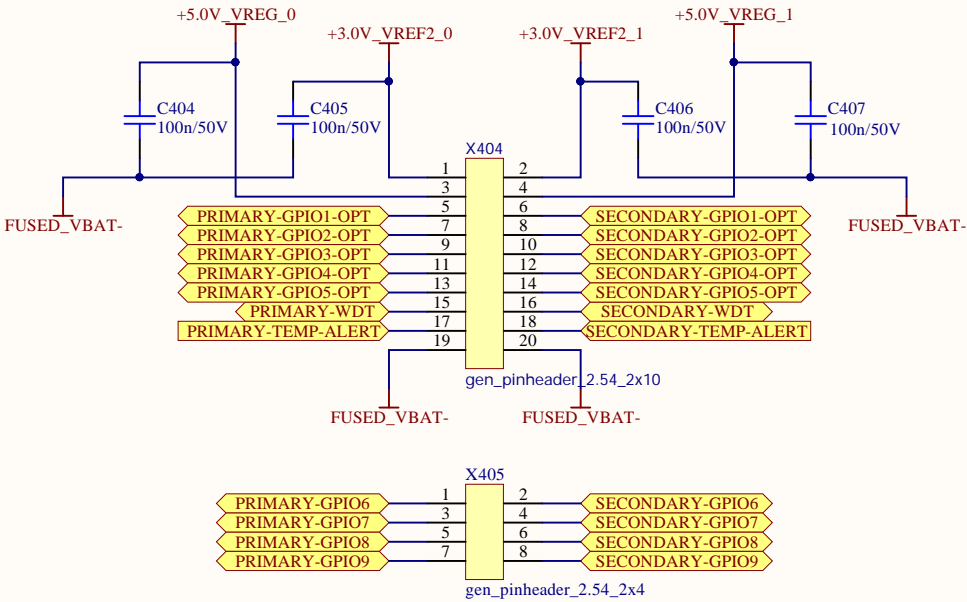 +5.0V_VREG_0
+5.0V_VREG_1
+3.0V_VREF2_0
+3.0V_VREF2_1
C404
100n/50V
C405
100n/50V
C406
100n/50V
C407
100n/50V
X404
1 2
3 4
FUSED_VBAT-
FUSED_VBAT-
PRIMARY-GPIO1-OPT 5 6 SECONDARY-GPIO1-OPT
PRIMARY-GPIO2-OPT 7 8 SECONDARY-GPIO2-OPT
PRIMARY-GPIO3-OPT 9 10 SECONDARY-GPIO3-OPT
PRIMARY-GPIO4-OPT 11 12 SECONDARY-GPIO4-OPT
PRIMARY-GPIO5-OPT 13 14 SECONDARY-GPIO5-OPT
PRIMARY-WDT 15 16 SECONDARY-WDT
PRIMARY-TEMP-ALERT 17 18 SECONDARY-TEMP-ALERT
19 20
gen_pinheader_2.54_2x10
FUSED_VBAT-
FUSED_VBAT-
X405
PRIMARY-GPIO6 1 2 SECONDARY-GPIO6
PRIMARY-GPIO7 3 4 SECONDARY-GPIO7
PRIMARY-GPIO8 5 6 SECONDARY-GPIO8
PRIMARY-GPIO9 7 8 SECONDARY-GPIO9
gen_pinheader_2.54_2x4